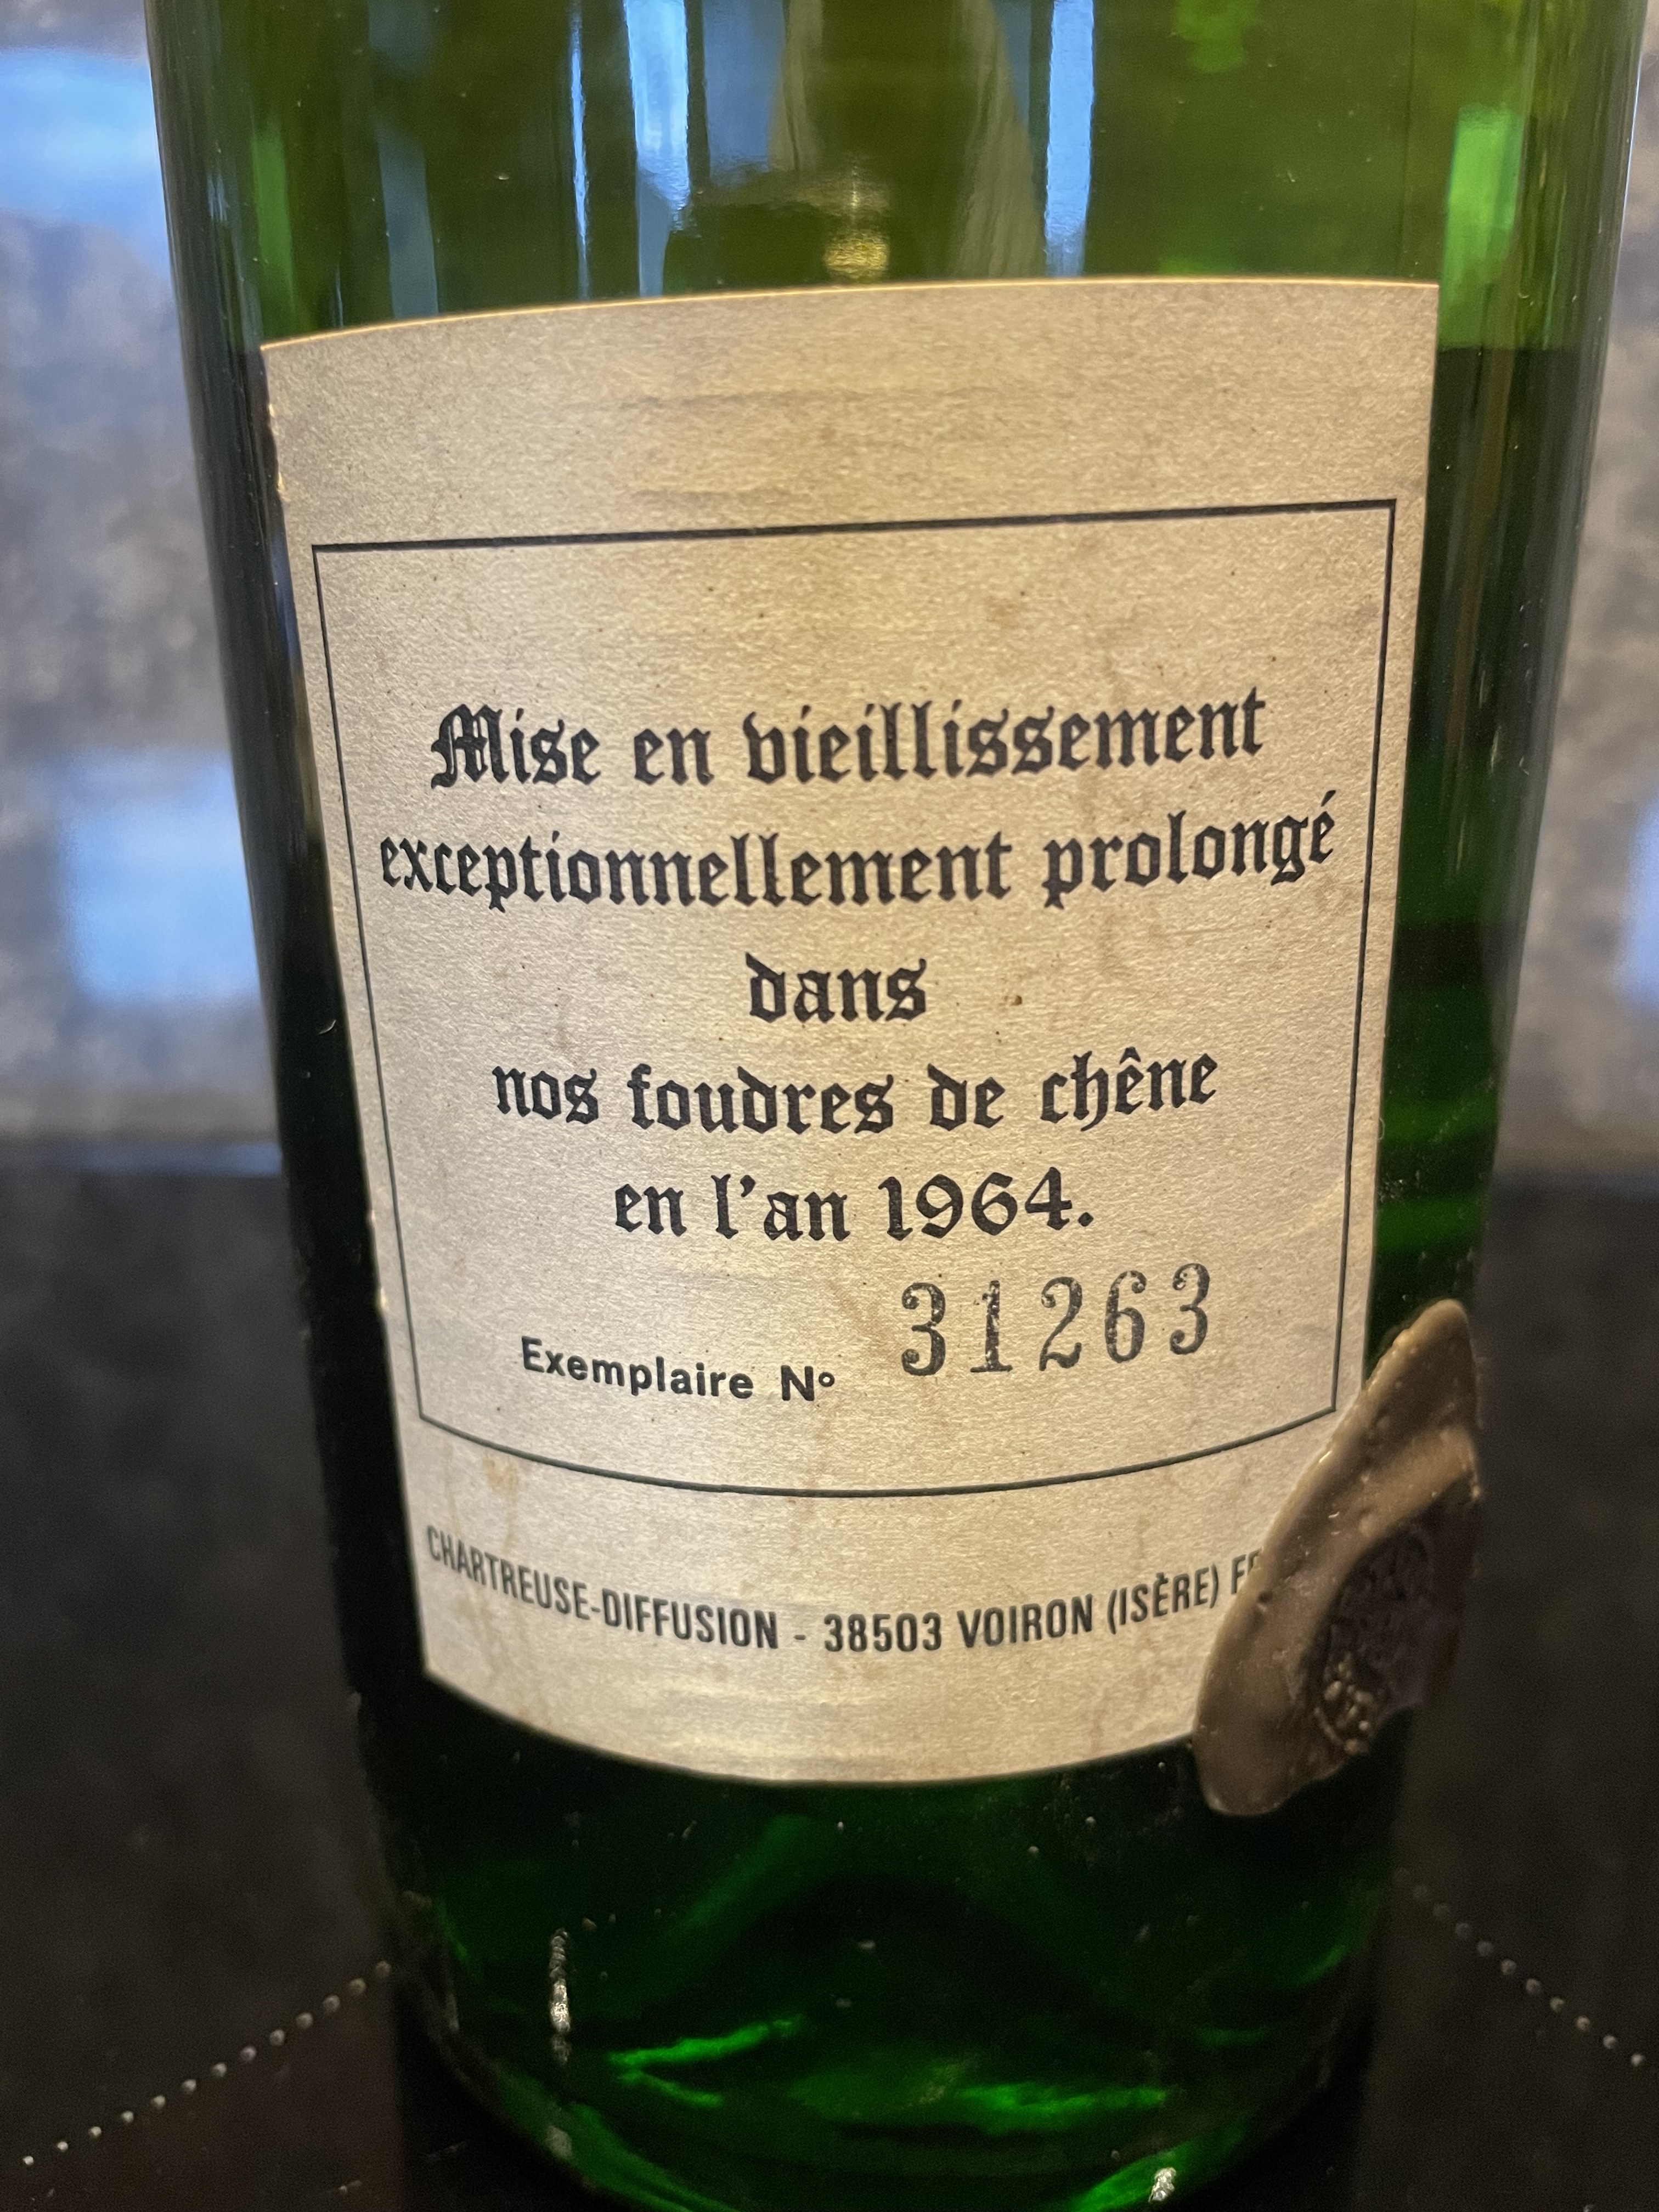 Mise en vieillissement
exceptionnellement prolongé
dans
nos foudres de chêne
en l'an 1964.
Exemplaire N° 31263
CHARTREUSE-DIFFUSION - 38503 VOIRON (ISÈRE)